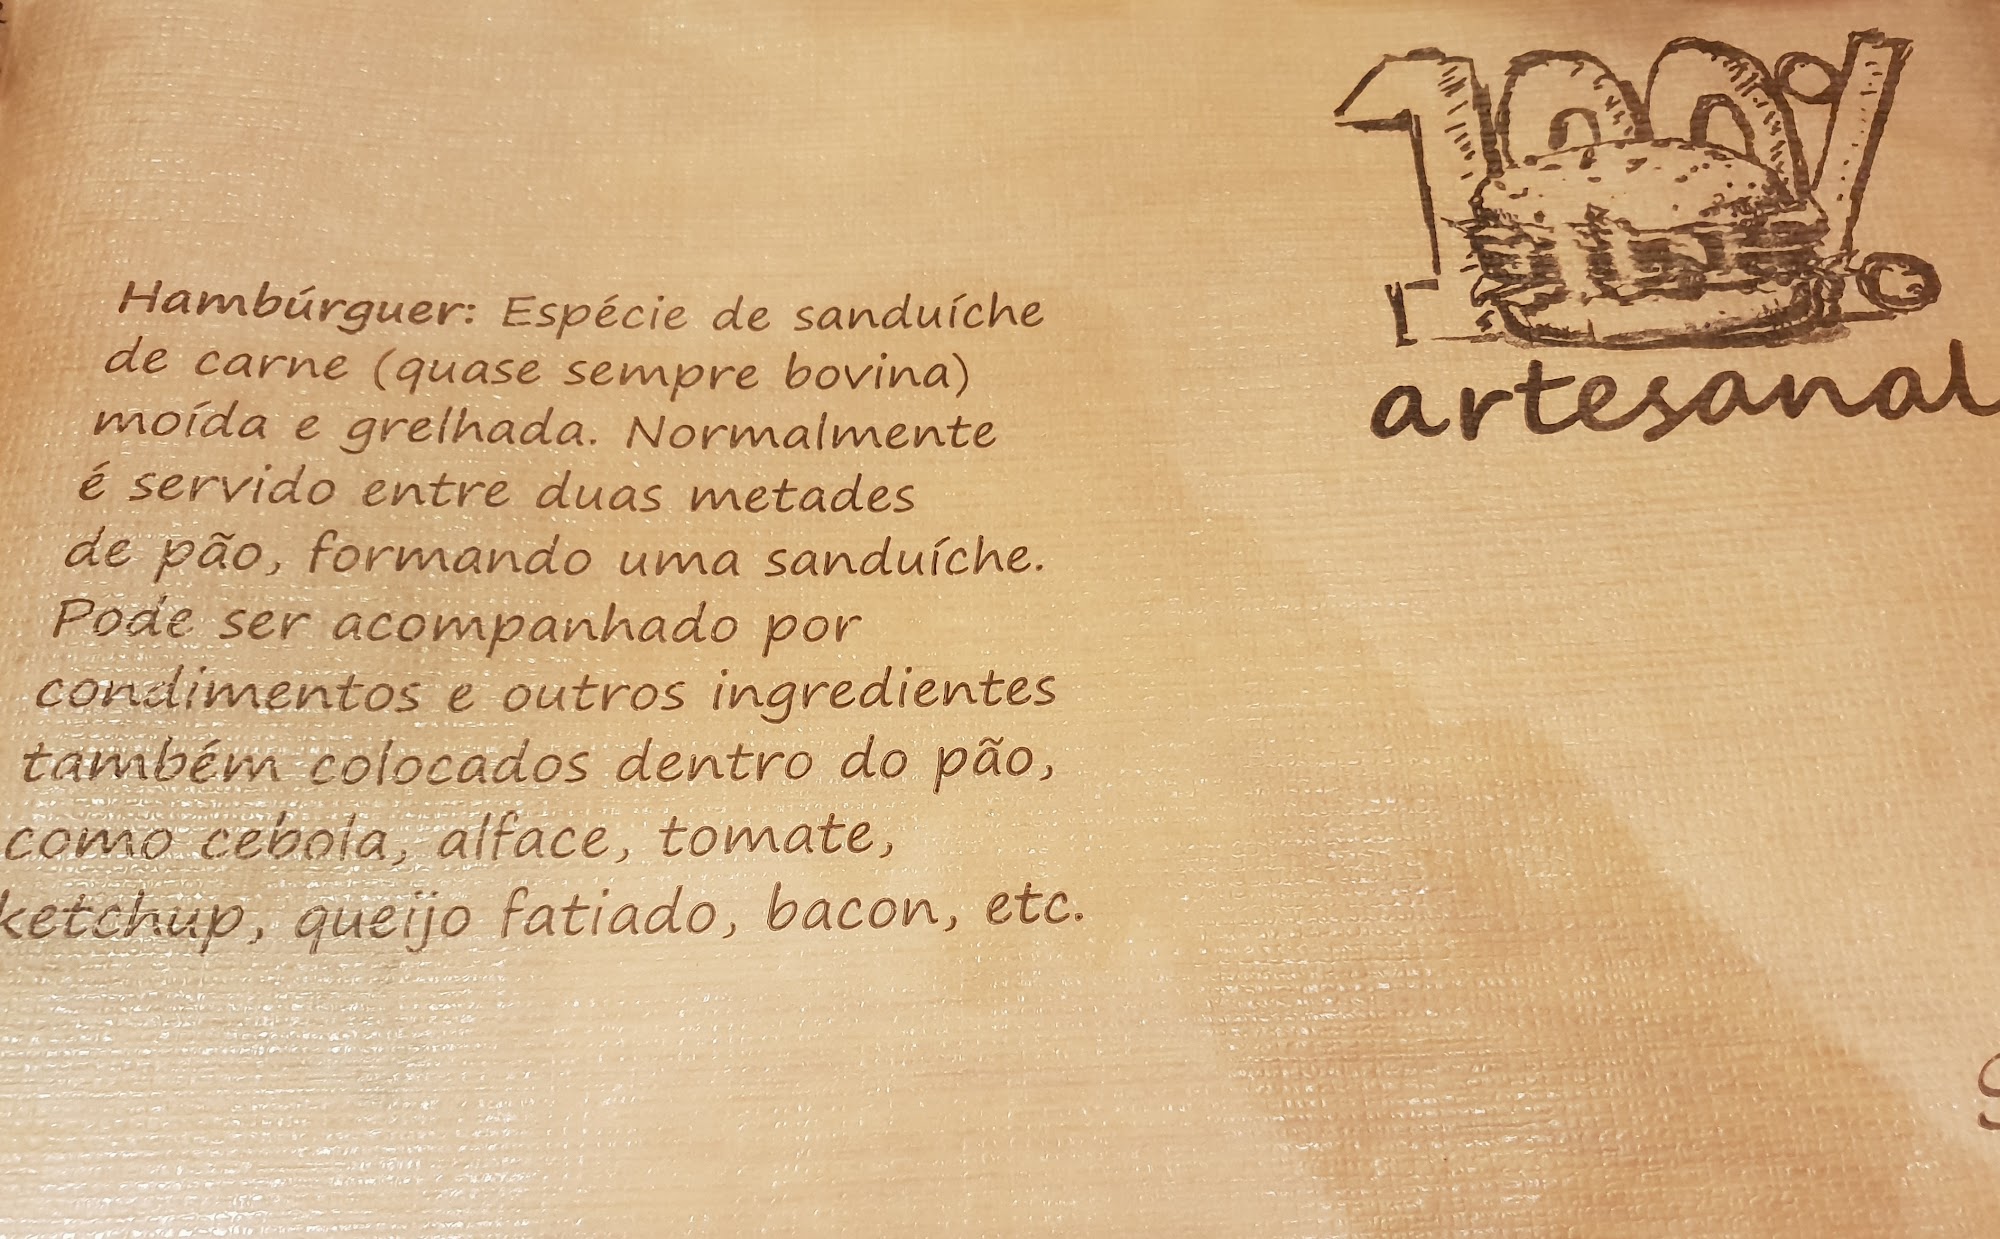 100%
artesanal
Hambúrguer: Espécie de sanduíche
de carne (quase sempre bovina)
moída e grelhada. Normalmente
é servido entre duas metades
de pão, formando uma sanduíche.
Pode ser acompanhado por
condimentos e outros ingredientes
também colocados dentro do pão,
como cebola, alface, tomate,
ketchup, queijo fatiado, bacon, etc.